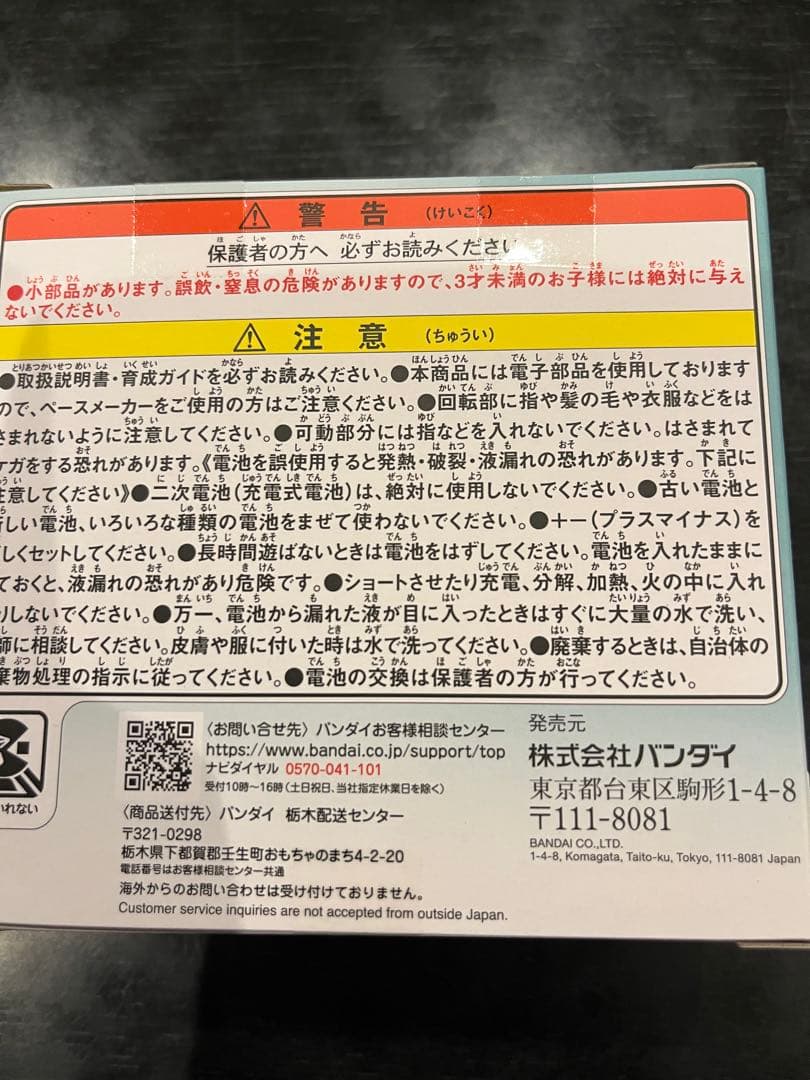 警告 (けいこく)
保護者の方へ 必ずお読みください
●小部品があります。誤飲・窒息の危険がありますので、3才未満のお子様には絶対に与え
ないでください。
注意 (ちゅうい)
●取扱説明書・育成ガイドを必ずお読みください。●本商品には電子部品を使用しております
ので、ペースメーカーをご使用の方はご注意ください。●回転部に指や髪の毛や衣服などをは
さまれないように注意してください。●可動部分には指などを入れないでください。はさまれて
ケガをする恐れがあります。《電池を誤使用すると発熱・破裂・液漏れの恐れがあります。下記に
注意してください》●二次電池(充電式電池)は、絶対に使用しないでください。●古い電池と
新しい電池、いろいろな種類の電池をまぜて使わないでください。●+ー(プラスマイナス)を
しくセットしてください。●長時間遊ばないときは電池をはずしてください。電池を入れたままに
ておくと、液漏れの恐れがあり危険です。●ショートさせたり充電、分解、加熱、火の中に入れ
りしないでください。●万一、電池から漏れた液が目に入ったときはすぐに大量の水で洗い、
師に相談してください。皮膚や服に付いた時は水で洗ってください。●廃棄するときは、自治体の
棄物処理の指示に従ってください。●電池の交換は保護者の方が行ってください。
いれない
〈お問い合せ先〉バンダイお客様相談センター
https://www.bandai.co.jp/support/top
ナビダイヤル 0570-041-101
受付10時〜16時(土日祝日、当社指定休業日を除く)
〈商品送付先〉バンダイ 栃木配送センター
〒321-0298
栃木県下都賀郡壬生町おもちゃのまち4-2-20
電話番号はお客様相談センター共通
海外からのお問い合わせは受け付けておりません。
Customer service inquiries are not accepted from outside Japan.
発売元
株式会社バンダイ
東京都台東区駒形1-4-8
〒111-8081
BANDAI CO.,LTD.
1-4-8, Komagata, Taito-ku, Tokyo, 111-8081 Japan